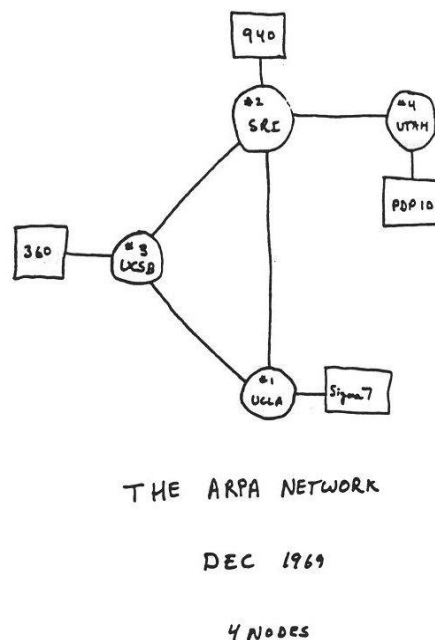 940
#2
SRI
#4
UTAH
PDP 10
360
#3
UCSB
#1
UCLA
Sigma 7
THE ARPA NETWORK
DEC 1969
4 NODES